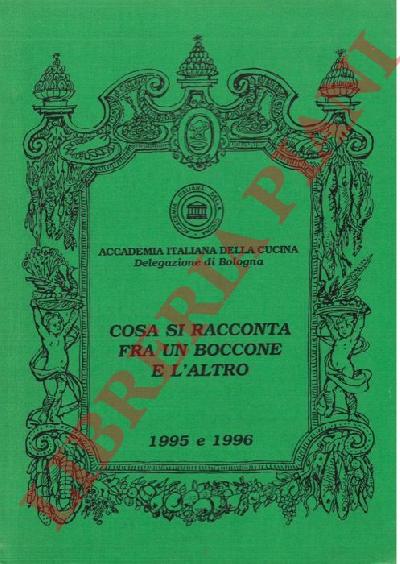 ACCADEMIA ITALIANA DELLA CUCINA
Delegazione di Bologna
COSA SI RACCONTA
FRA UN BOCCONE
E L'ALTRO
1995 e 1996
LIBRERIA PIANI